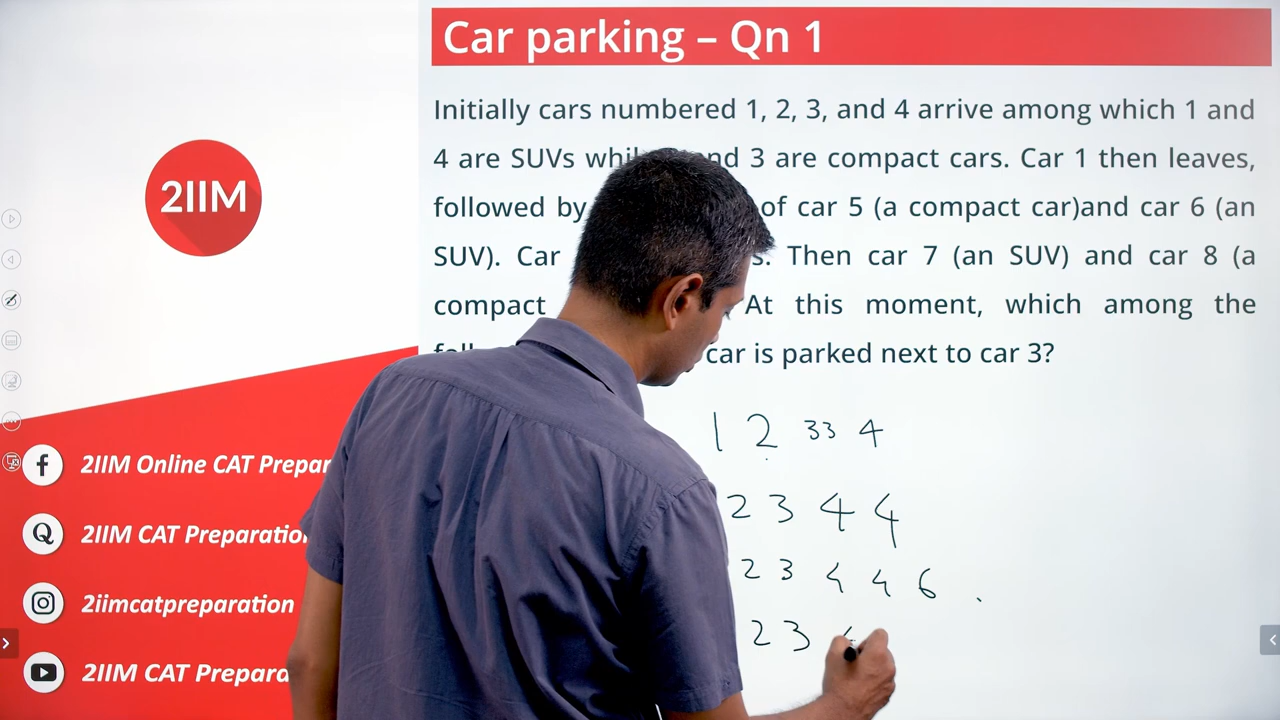 Car parking – Qn 1
Initially cars numbered 1, 2, 3, and 4 arrive among which 1 and
4 are SUVs and 3 are compact cars. Car 1 then leaves,
followed by of car 5 (a compact car)and car 6 (an
SUV). Car Then car 7 (an SUV) and car 8 (a
compact At this moment, which among the
car is parked next to car 3?
2IIM
1 2 33 4
2 3 4 4
2 3 4 4 6
2 3
2IIM Online CAT Prepar
2IIM CAT Preparation
2iimcatpreparation
2IIM CAT Prepara